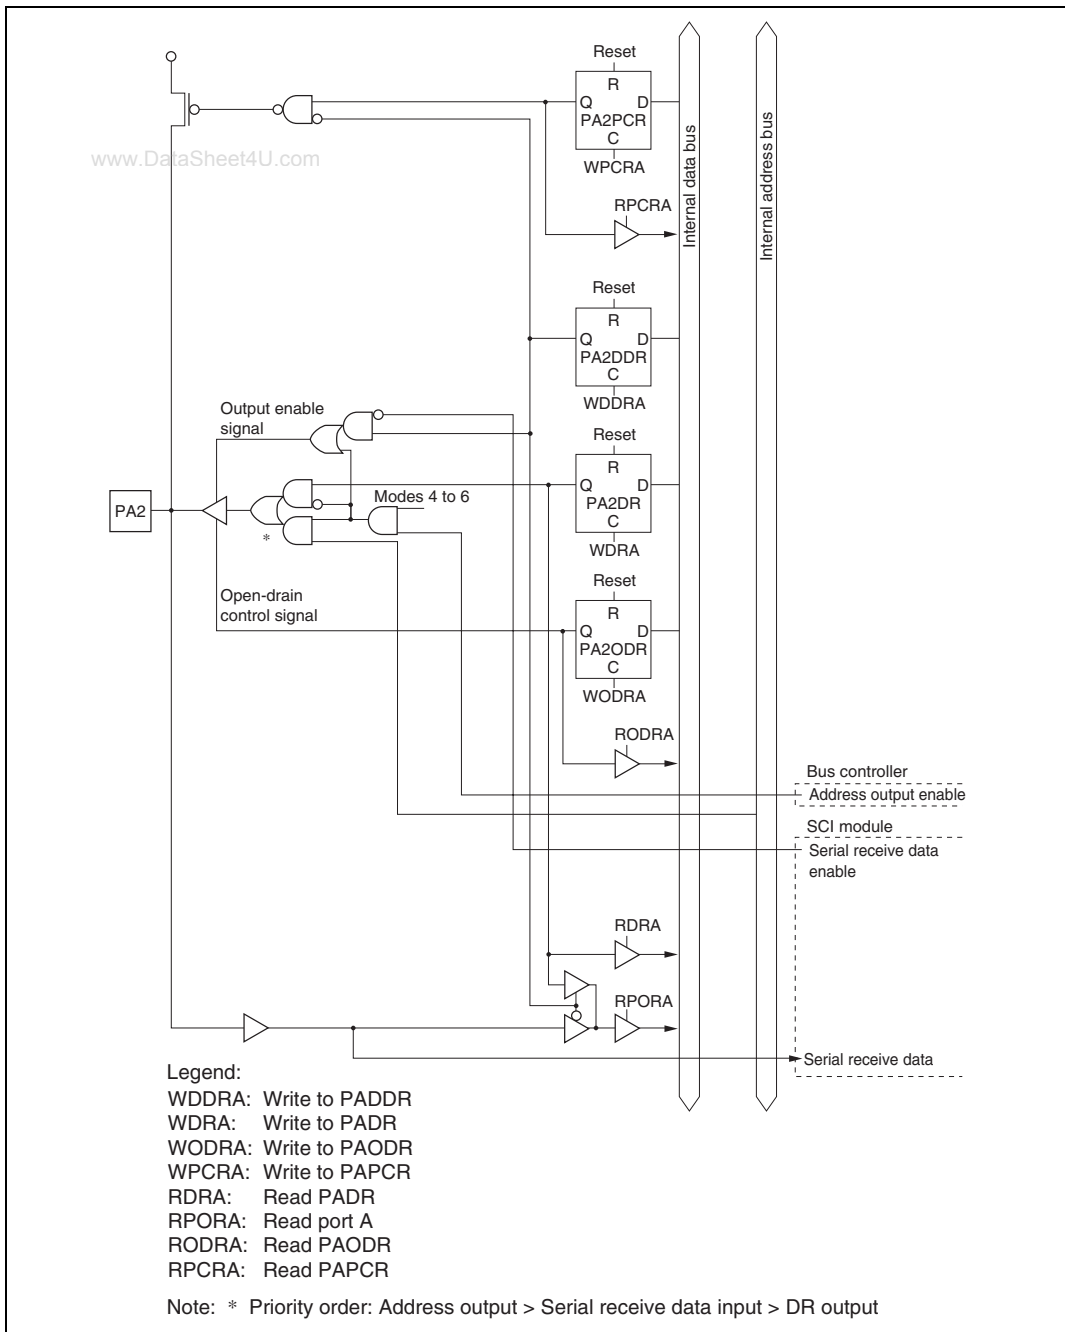 Reset
R
Q D
PA2PCR
C
WPCRA
www.DataSheet4U.com
RPCRA
Internal data bus
Internal address bus
Reset
R
Q D
PA2DDR
C
WDDRA
Output enable
signal
Reset
R
Q D
PA2DR
C
WDRA
Modes 4 to 6
PA2
*
Open-drain
control signal
Reset
R
Q D
PA2ODR
C
WODRA
RODRA
Bus controller
Address output enable
SCI module
Serial receive data
enable
RDRA
RPORA
Serial receive data
Legend:
WDDRA: Write to PADDR
WDRA: Write to PADR
WODRA: Write to PAODR
WPCRA: Write to PAPCR
RDRA: Read PADR
RPORA: Read port A
RODRA: Read PAODR
RPCRA: Read PAPCR
Note: * Priority order: Address output > Serial receive data input > DR output